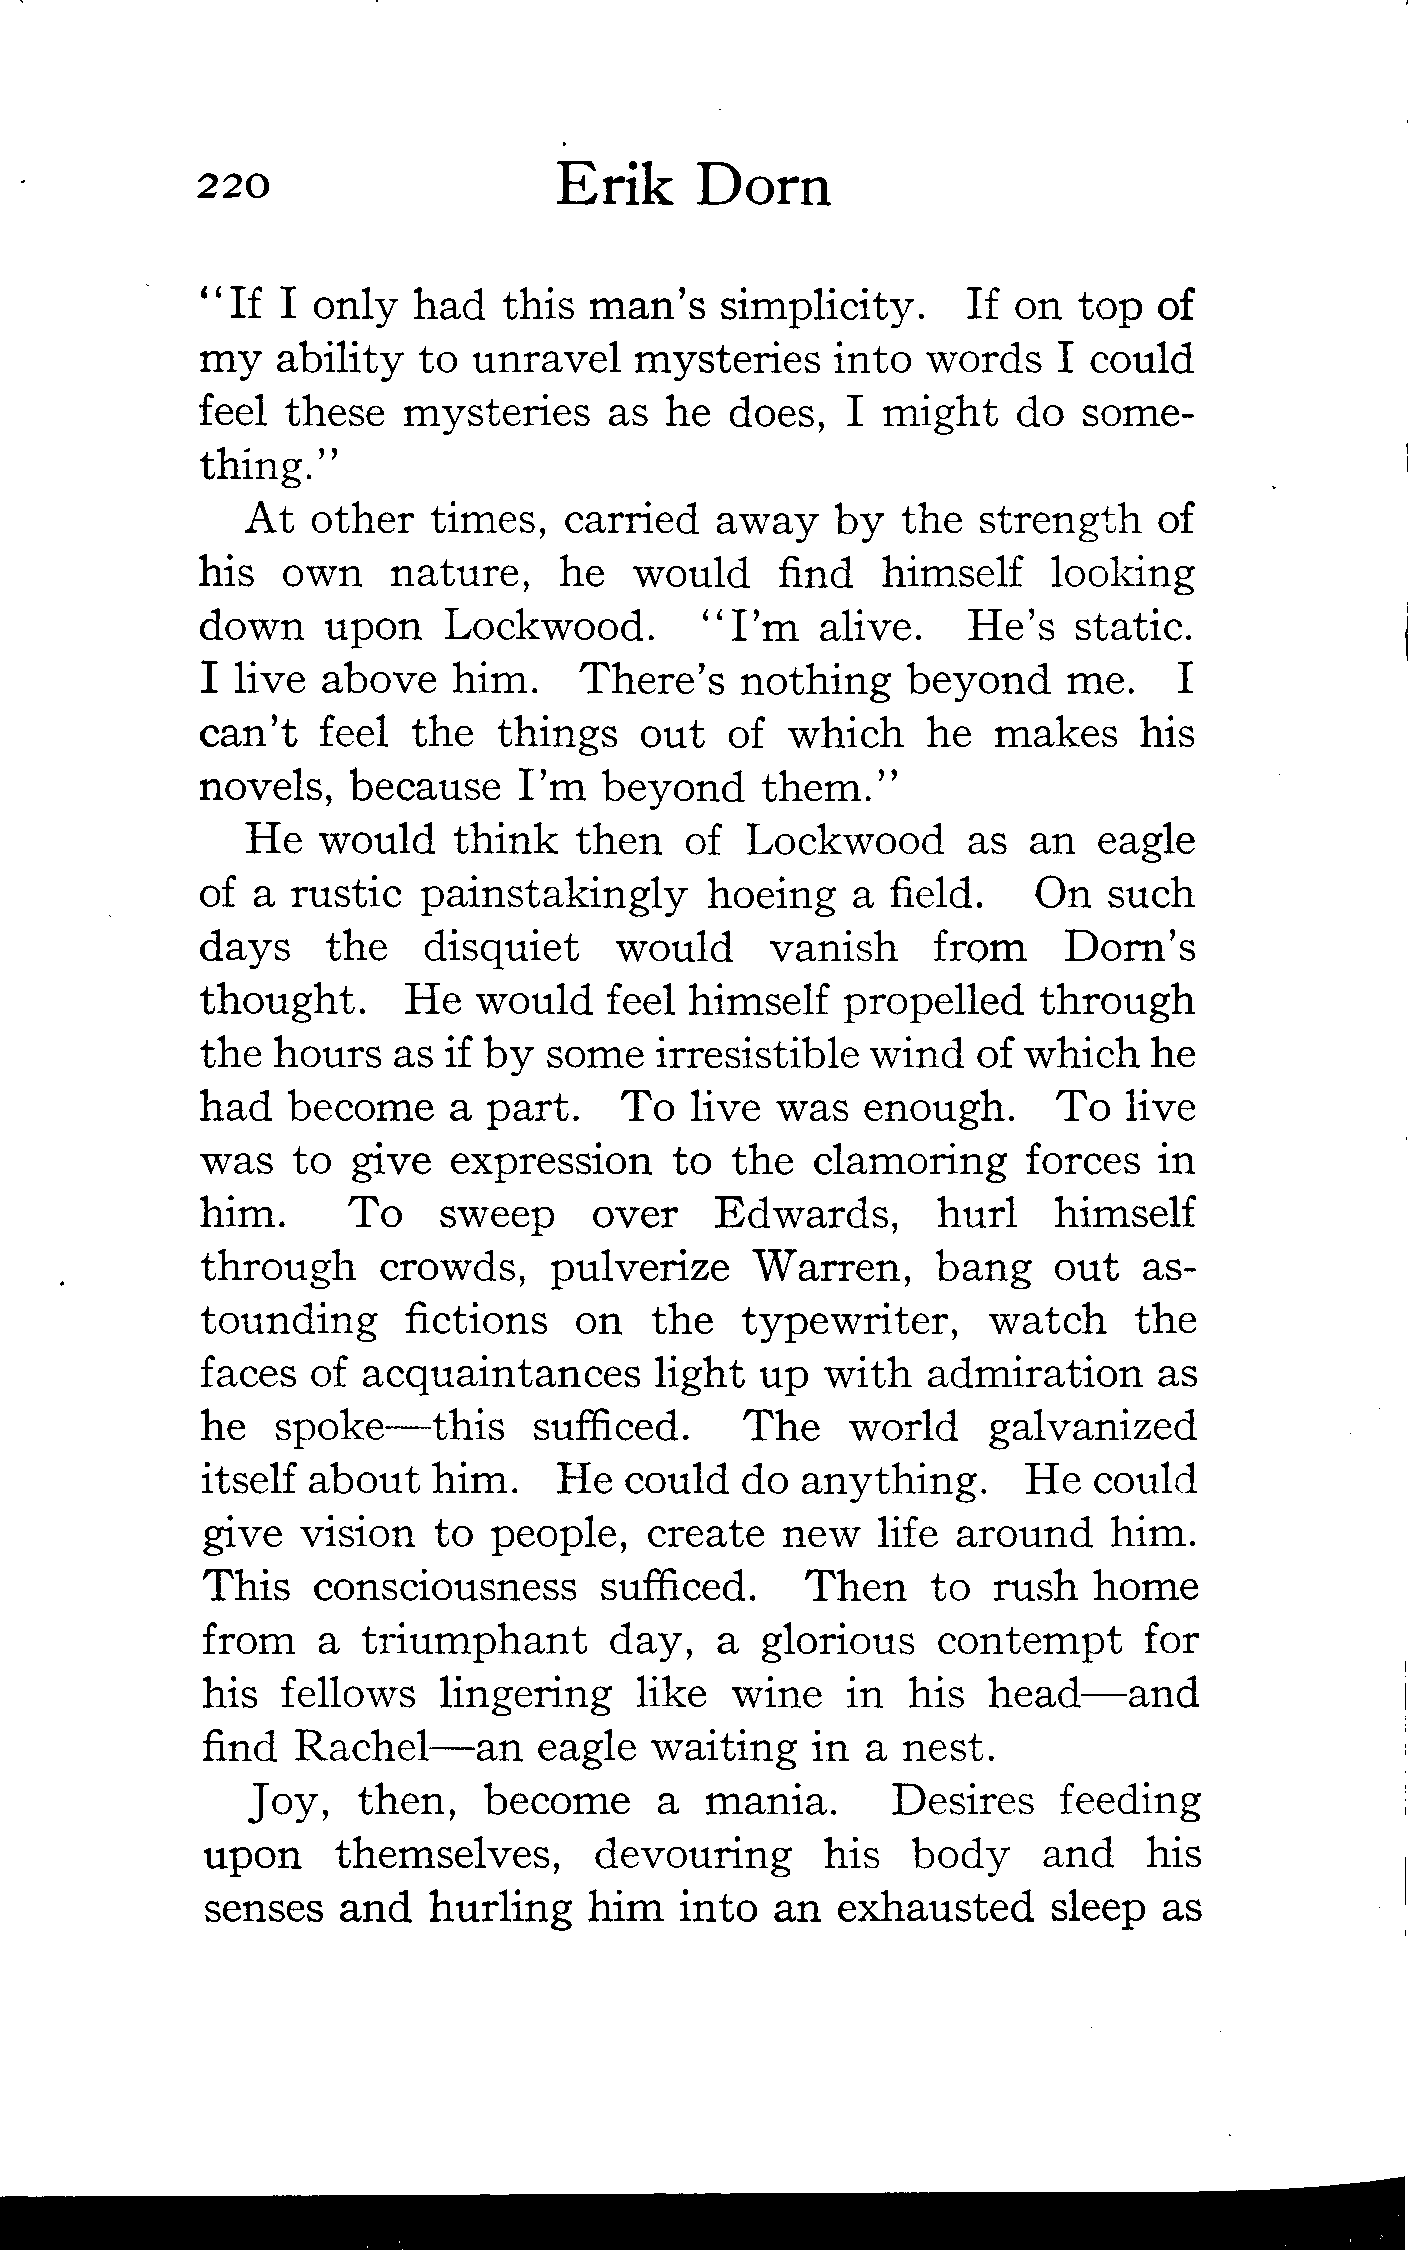 220 Erik Dorn
"If I only had this man's simplicity. If on top of
my ability to unravel mysteries into words I could
feel these mysteries as he does, I might do some-
thing."
At other times, carried away by the strength of
his own nature, he would find himself looking
down upon Lockwood. "I'm alive. He's static.
I live above him. There's nothing beyond me. I
can't feel the things out of which he makes his
novels, because I'm beyond them."
He would think then of Lockwood as an eagle
of a rustic painstakingly hoeing a field. On such
days the disquiet would vanish from Dorn's
thought. He would feel himself propelled through
the hours as if by some irresistible wind of which he
had become a part. To live was enough. To live
was to give expression to the clamoring forces in
him. To sweep over Edwards, hurl himself
through crowds, pulverize Warren, bang out as-
tounding fictions on the typewriter, watch the
faces of acquaintances light up with admiration as
he spoke—this sufficed. The world galvanized
itself about him. He could do anything. He could
give vision to people, create new life around him.
This consciousness sufficed. Then to rush home
from a triumphant day, a glorious contempt for
his fellows lingering like wine in his head—and
find Rachel—an eagle waiting in a nest.
Joy, then, become a mania. Desires feeding
upon themselves, devouring his body and his
senses and hurling him into an exhausted sleep as